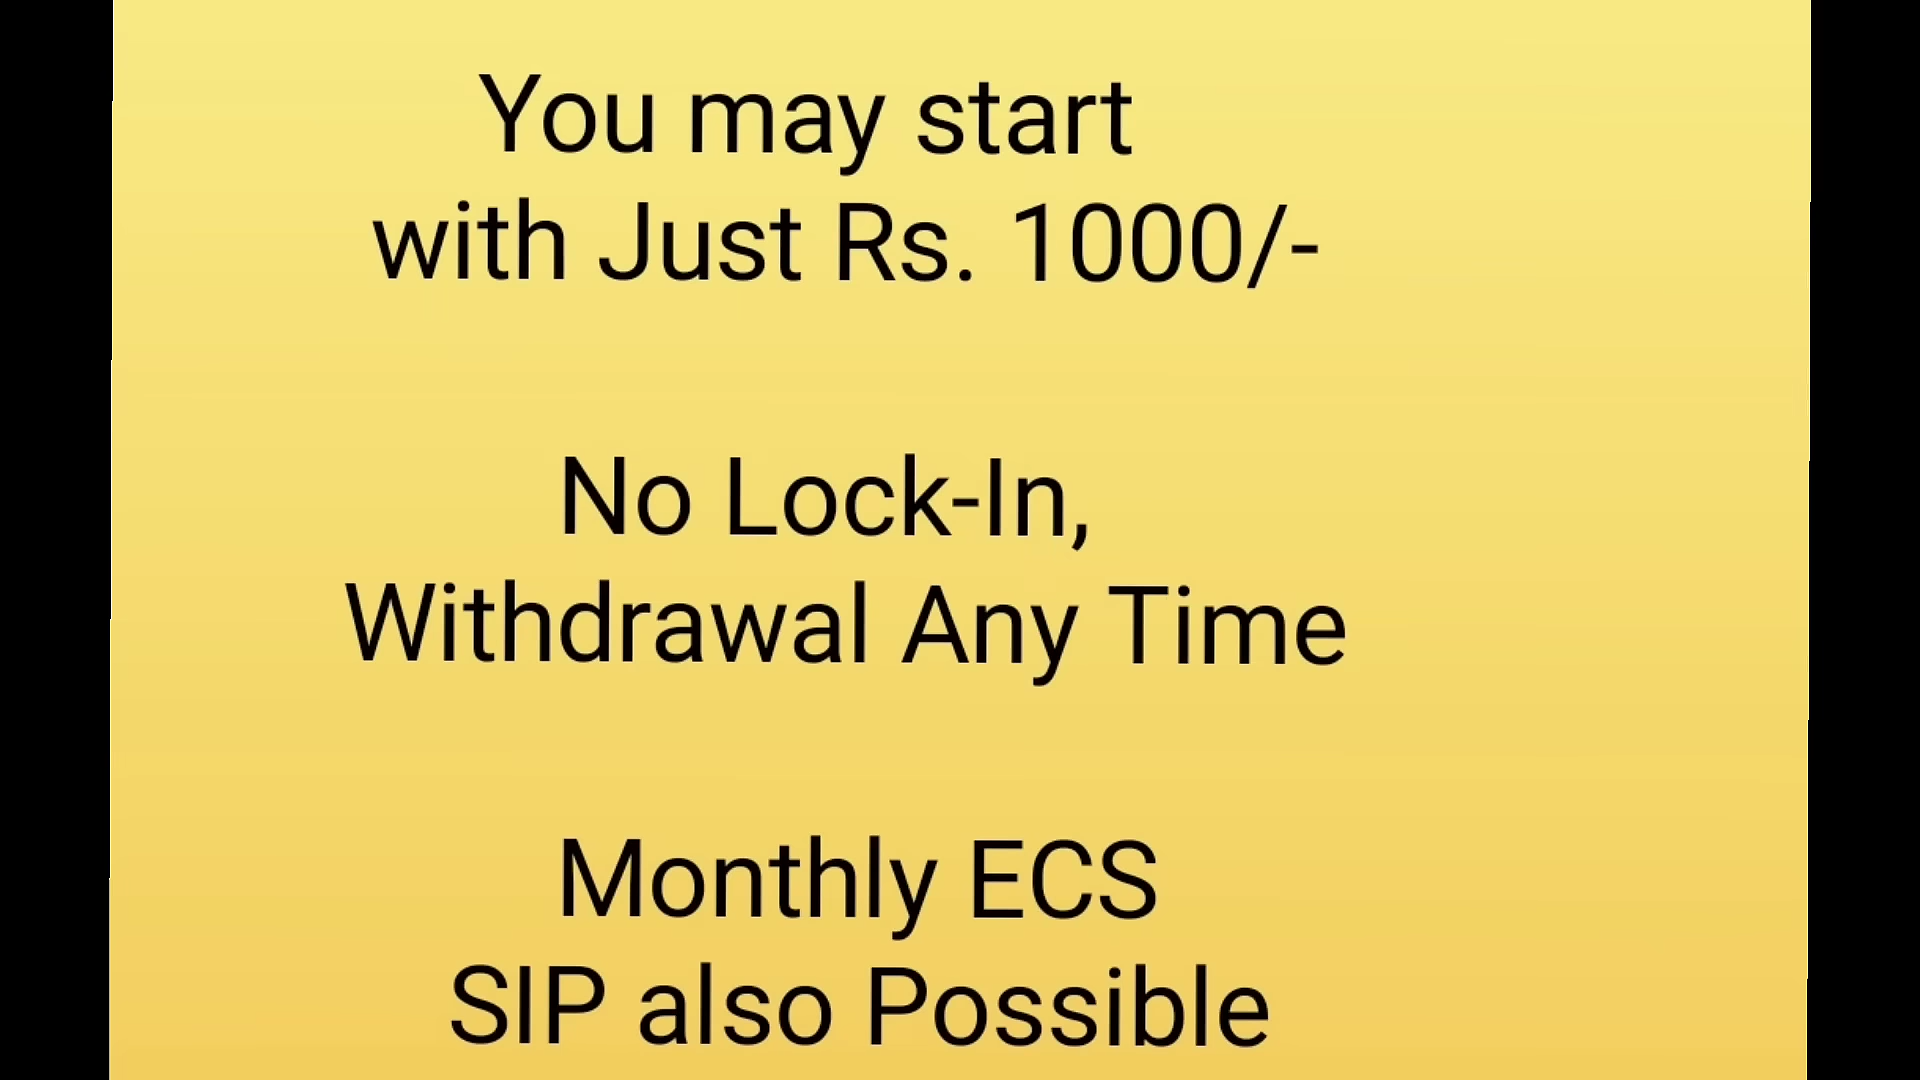 You may start
with Just Rs. 1000/-
No Lock-In,
Withdrawal Any Time
Monthly ECS
SIP also Possible